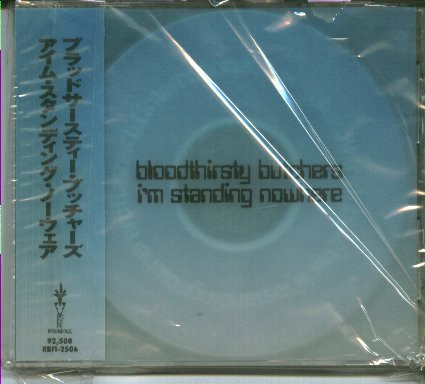 ブラッドサースティ・ブッチャーズ
アイム・スタンディング・ノーウェア
bloodthirsty butchers
i'm standing nowhere
¥2,500
RBFI-2506